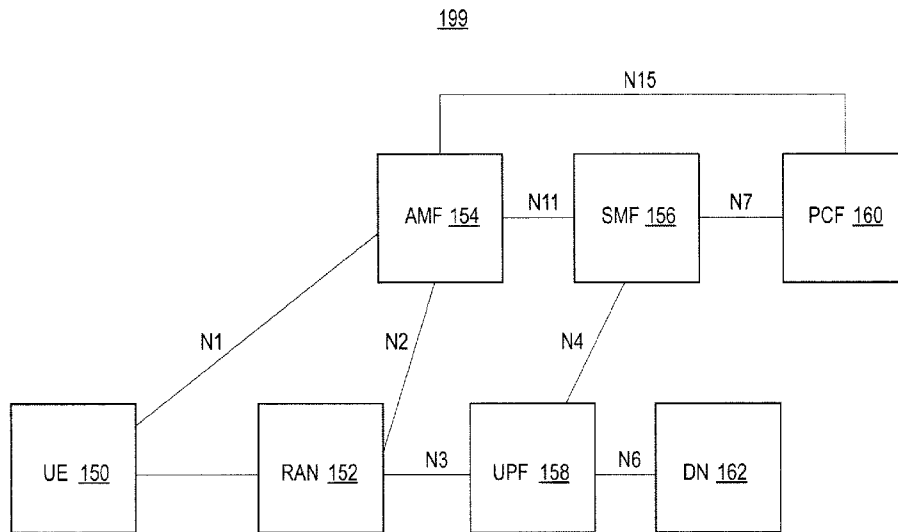 199
N15
AMF 154
N11
SMF 156
N7
PCF 160
N1
N2
N4
UE 150
RAN 152
N3
UPF 158
N6
DN 162